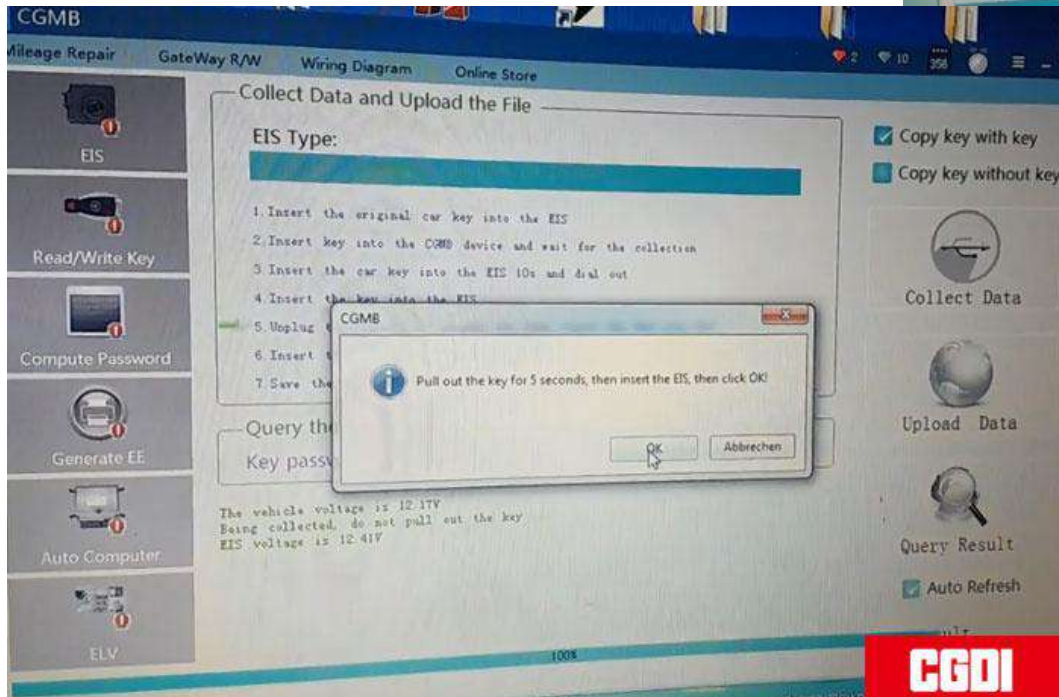 CGMB
Mileage Repair GateWay R/W Wiring Diagram Online Store
2 10 356
Collect Data and Upload the File
EIS Type:
Copy key with key
Copy key without key
EIS
1.Insert the original car key into the EIS
2.Insert key into the CGMB device and wait for the collection
3.Insert the car key into the EIS 10s and dial out
4.Insert the key into the EIS
5.Unplug
6.Insert
7.Save the
Read/Write Key
Collect Data
CGMB
Pull out the key for 5 seconds, then insert the EIS, then click OK!
OK Abbrechen
Compute Password
Upload Data
Query the
Key passw
Generate EE
The vehicle voltage is 12.17V
Being collected, do not pull out the key
EIS voltage is 12.41V
Query Result
Auto Computer
Auto Refresh
ELV
100%
CGDI